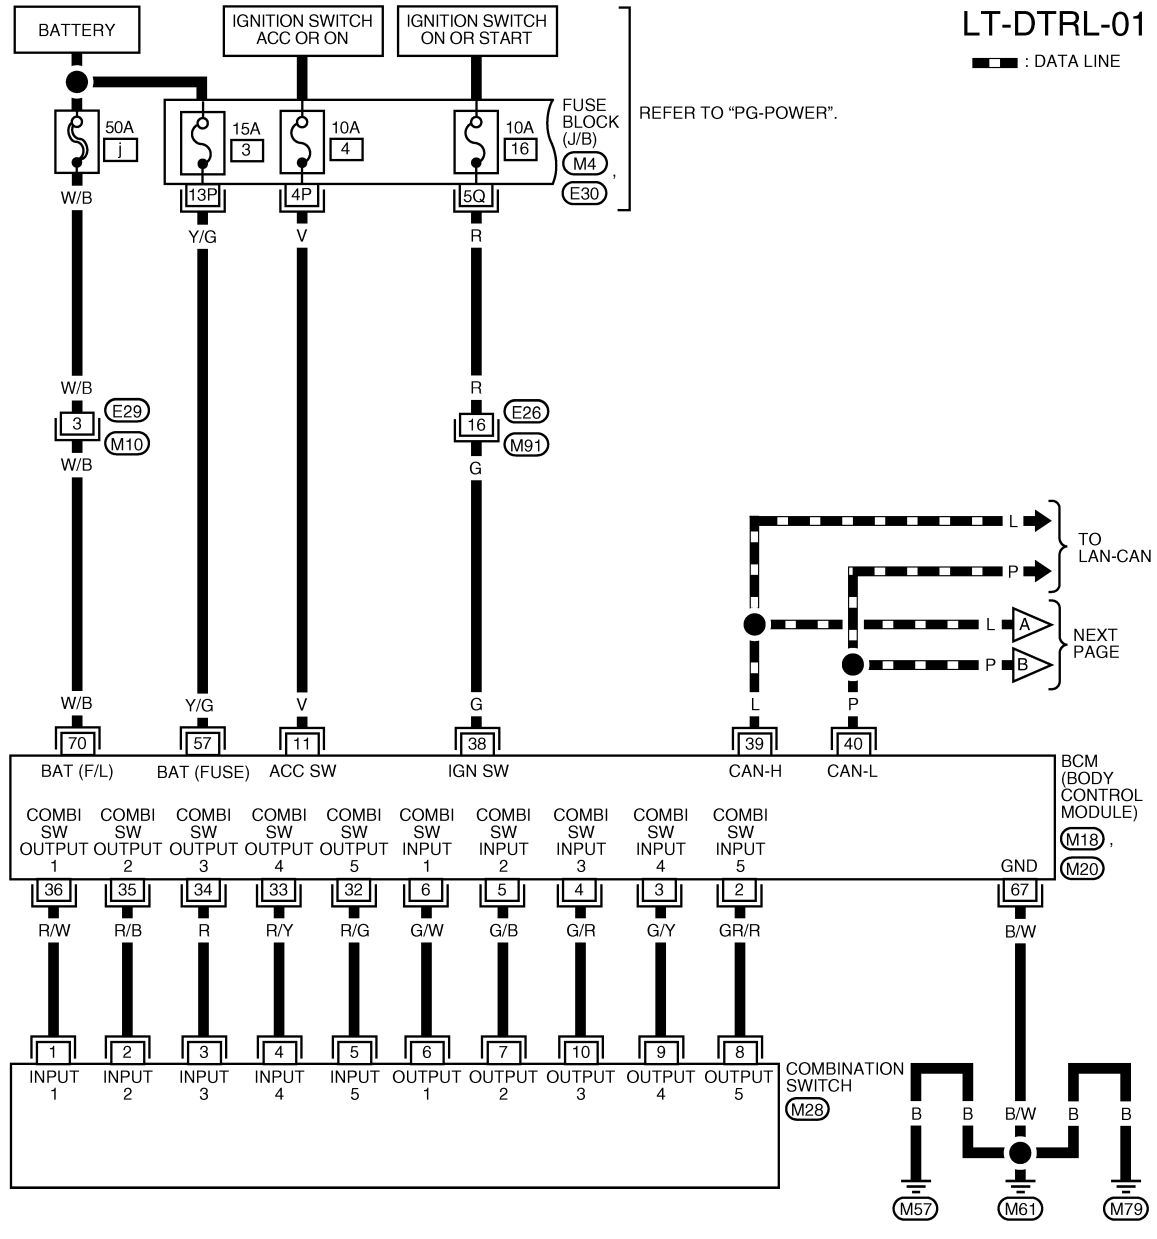 BATTERY
IGNITION SWITCH
ACC OR ON
IGNITION SWITCH
ON OR START
LT-DTRL-01
: DATA LINE
50A
j
15A
3
10A
4
10A
16
FUSE
BLOCK
(J/B)
M4 ,
E30
REFER TO “PG-POWER”.
13P
4P
5Q
W/B
Y/G
V
R
W/B
R
3
E29
M10
16
E26
M91
W/B
G
L
P
TO
LAN-CAN
L
A
P
B
NEXT
PAGE
W/B
Y/G
V
G
L
P
70
57
11
38
39
40
BAT (F/L)
BAT (FUSE)
ACC SW
IGN SW
CAN-H
CAN-L
BCM
(BODY
CONTROL
MODULE)
M18 ,
M20
COMBI
SW
OUTPUT
1
COMBI
SW
OUTPUT
2
COMBI
SW
OUTPUT
3
COMBI
SW
OUTPUT
4
COMBI
SW
OUTPUT
5
COMBI
SW
INPUT
1
COMBI
SW
INPUT
2
COMBI
SW
INPUT
3
COMBI
SW
INPUT
4
COMBI
SW
INPUT
5
GND
36
35
34
33
32
6
5
4
3
2
67
R/W
R/B
R
R/Y
R/G
G/W
G/B
G/R
G/Y
GR/R
B/W
1
2
3
4
5
6
7
10
9
8
INPUT
1
INPUT
2
INPUT
3
INPUT
4
INPUT
5
OUTPUT
1
OUTPUT
2
OUTPUT
3
OUTPUT
4
OUTPUT
5
COMBINATION
SWITCH
M28
B
B
B/W
B
B
M57
M61
M79